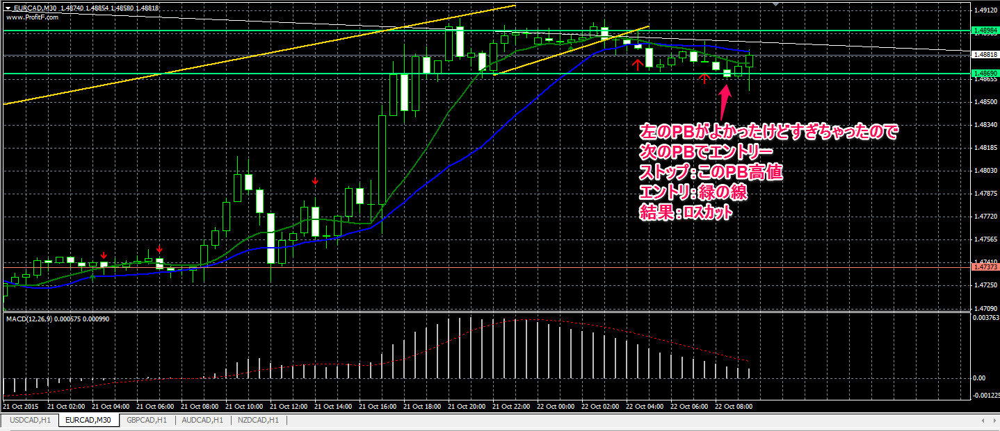 EURCAD,M30 1.48740 1.48854 1.48580 1.48818
www.ProfitF.com
1.49120
1.48984
1.48818
1.48690
1.48655
1.48500
1.48340
1.48185
1.48030
1.47875
1.47720
1.47565
1.47410
1.47373
1.47250
1.47090
左のPBがよかったけどすぎちゃったので
次のPBでエントリー
ストップ:このPB高値
エントリ:緑の線
結果:ロスカット
MACD(12,26,9) 0.000575 0.000990
0.003763
0.00
-0.001225
21 Oct 2015 21 Oct 02:00 21 Oct 04:00 21 Oct 06:00 21 Oct 08:00 21 Oct 10:00 21 Oct 12:00 21 Oct 14:00 21 Oct 16:00 21 Oct 18:00 21 Oct 20:00 21 Oct 22:00 22 Oct 00:00 22 Oct 02:00 22 Oct 04:00 22 Oct 06:00 22 Oct 08:00
USDCAD,H1 EURCAD,M30 GBPCAD,H1 AUDCAD,H1 NZDCAD,H1